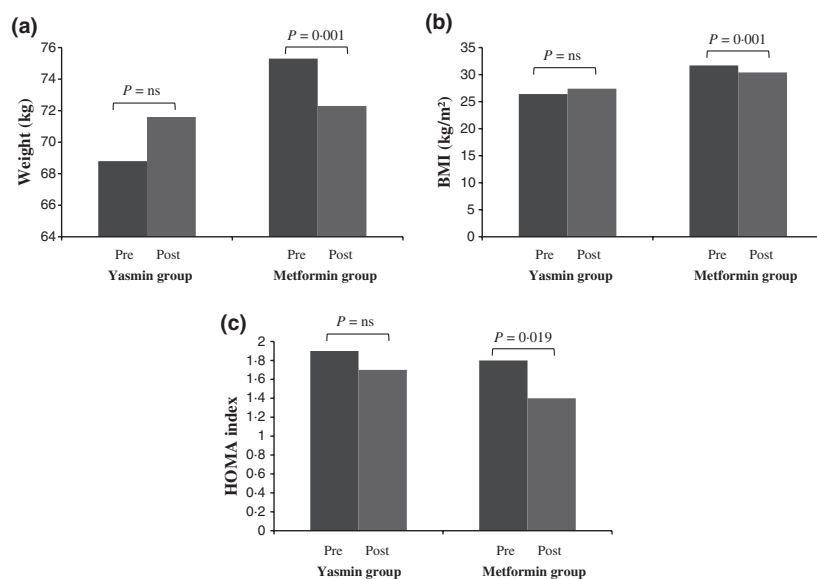 (a)
76
74
72
70
68
66
64
Weight (kg)
P = ns
P = 0·001
Pre Post Pre Post
Yasmin group Metformin group
(b)
35
30
25
20
15
10
5
0
BMI (kg/m²)
P = ns
P = 0·001
Pre Post Pre Post
Yasmin group Metformin group
(c)
2
1·8
1·6
1·4
1·2
1
0·8
0·6
0·4
0·2
0
HOMA index
P = ns
P = 0·019
Pre Post Pre Post
Yasmin group Metformin group